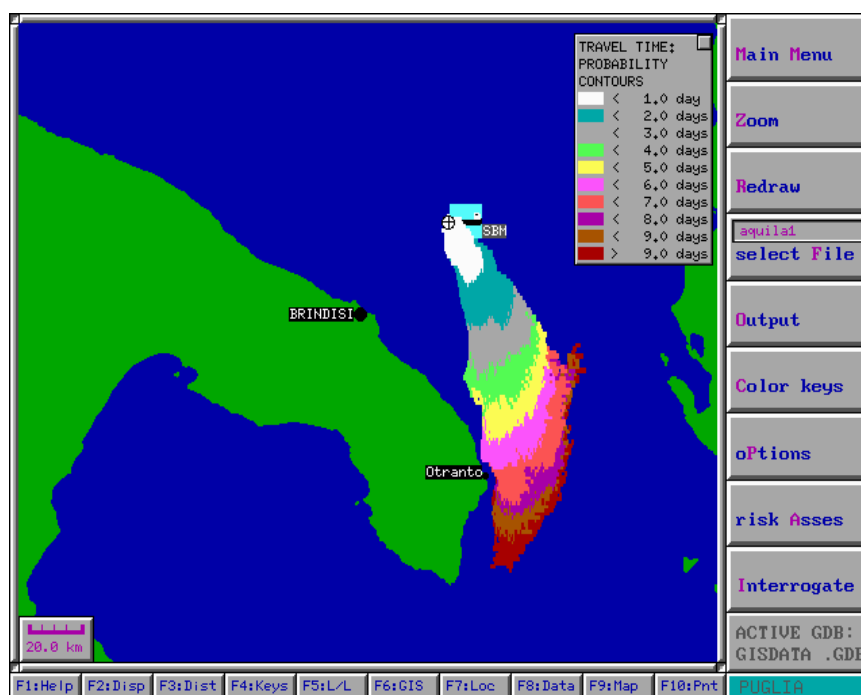 TRAVEL TIME:
PROBABILITY
CONTOURS
< 1.0 day
< 2.0 days
< 3.0 days
< 4.0 days
< 5.0 days
< 6.0 days
< 7.0 days
< 8.0 days
< 9.0 days
> 9.0 days
SBM
BRINDISI
Otranto
20.0 km
Main Menu
Zoom
Redraw
aquila1
select File
Output
Color keys
oPtions
risk Asses
Interrogate
ACTIVE GDB:
GISDATA .GDB
F1:Help F2:Disp F3:Dist F4:Keys F5:L/L F6:GIS F7:Loc F8:Data F9:Map F10:Pnt
PUGLIA